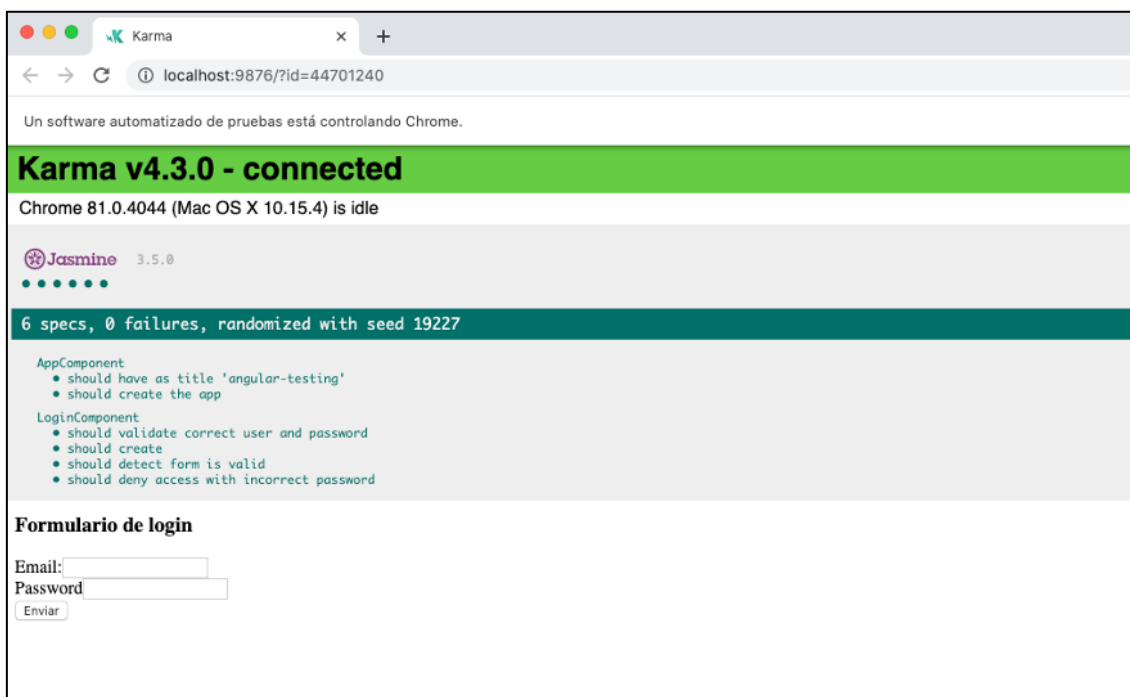 Karma
localhost:9876/?id=44701240
Un software automatizado de pruebas está controlando Chrome.
Karma v4.3.0 - connected
Chrome 81.0.4044 (Mac OS X 10.15.4) is idle
Jasmine 3.5.0
6 specs, 0 failures, randomized with seed 19227
AppComponent
• should have as title 'angular-testing'
• should create the app
LoginComponent
• should validate correct user and password
• should create
• should detect form is valid
• should deny access with incorrect password
Formulario de login
Email:
Password
Enviar